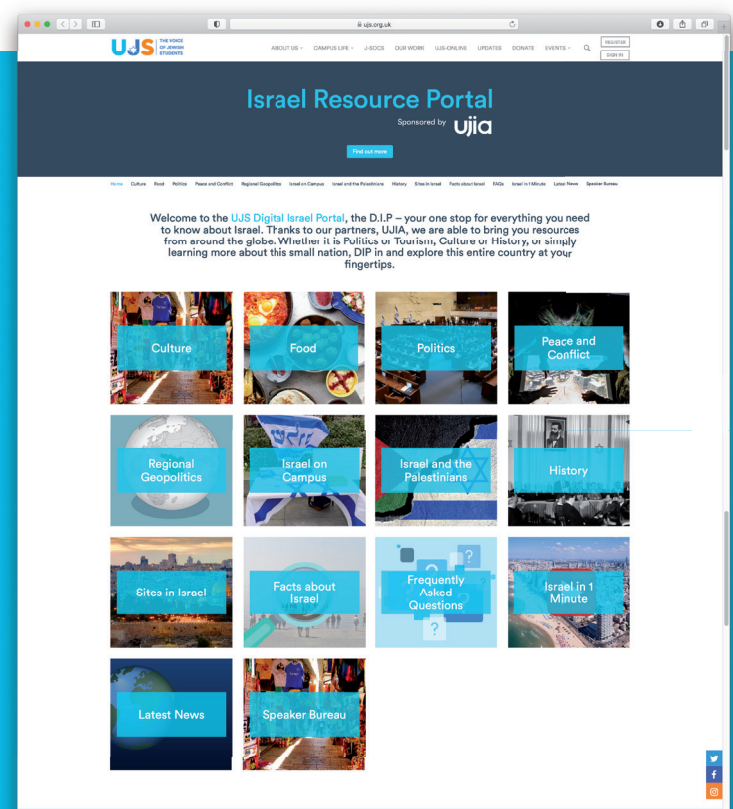 ujs.org.uk
UJS THE VOICE
OF JEWISH
STUDENTS
ABOUT US CAMPUS LIFE J-SOCS OUR WORK UJS-ONLINE UPDATES DONATE EVENTS
REGISTER
SIGN IN
Israel Resource Portal
Sponsored by ujia
Find out more
Home Culture Food Politics Peace and Conflict Regional Geopolitics Israel on Campus Israel and the Palestinians History Sites in Israel Facts about Israel FAQs Israel in 1 Minute Latest News Speaker Bureau
Welcome to the UJS Digital Israel Portal, the D.I.P – your one stop for everything you need
to know about Israel. Thanks to our partners, UJIA, we are able to bring you resources
from around the globe. Whether it is Politics or Tourism, Culture or History, or simply
learning more about this small nation, DIP in and explore this entire country at your
fingertips.
Culture
Food
Politics
Peace and
Conflict
Regional
Geopolitics
Israel on
Campus
Israel and the
Palestinians
History
Sites in Israel
Facts about
Israel
Frequently
Asked
Questions
Israel in 1
Minute
Latest News
Speaker Bureau